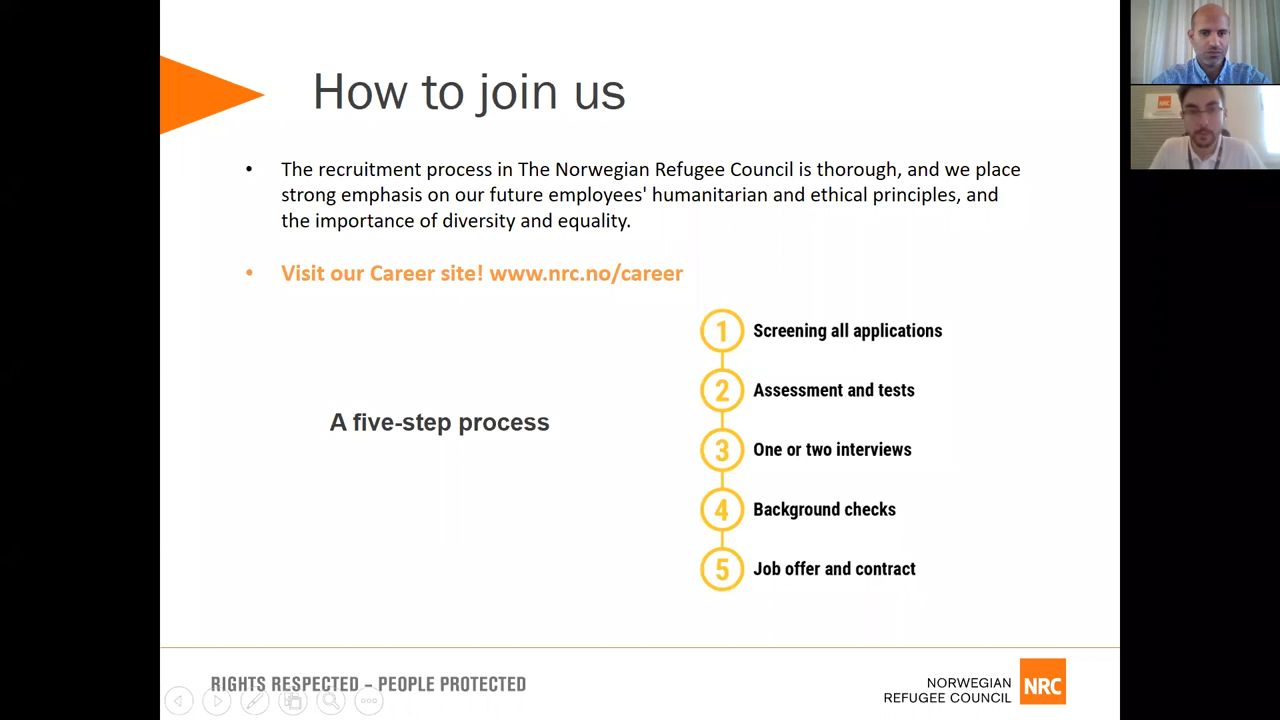 How to join us
• The recruitment process in The Norwegian Refugee Council is thorough, and we place
strong emphasis on our future employees' humanitarian and ethical principles, and
the importance of diversity and equality.
• Visit our Career site! www.nrc.no/career
A five-step process
1 Screening all applications
2 Assessment and tests
3 One or two interviews
4 Background checks
5 Job offer and contract
RIGHTS RESPECTED – PEOPLE PROTECTED
NORWEGIAN
REFUGEE COUNCIL
NRC
NRC